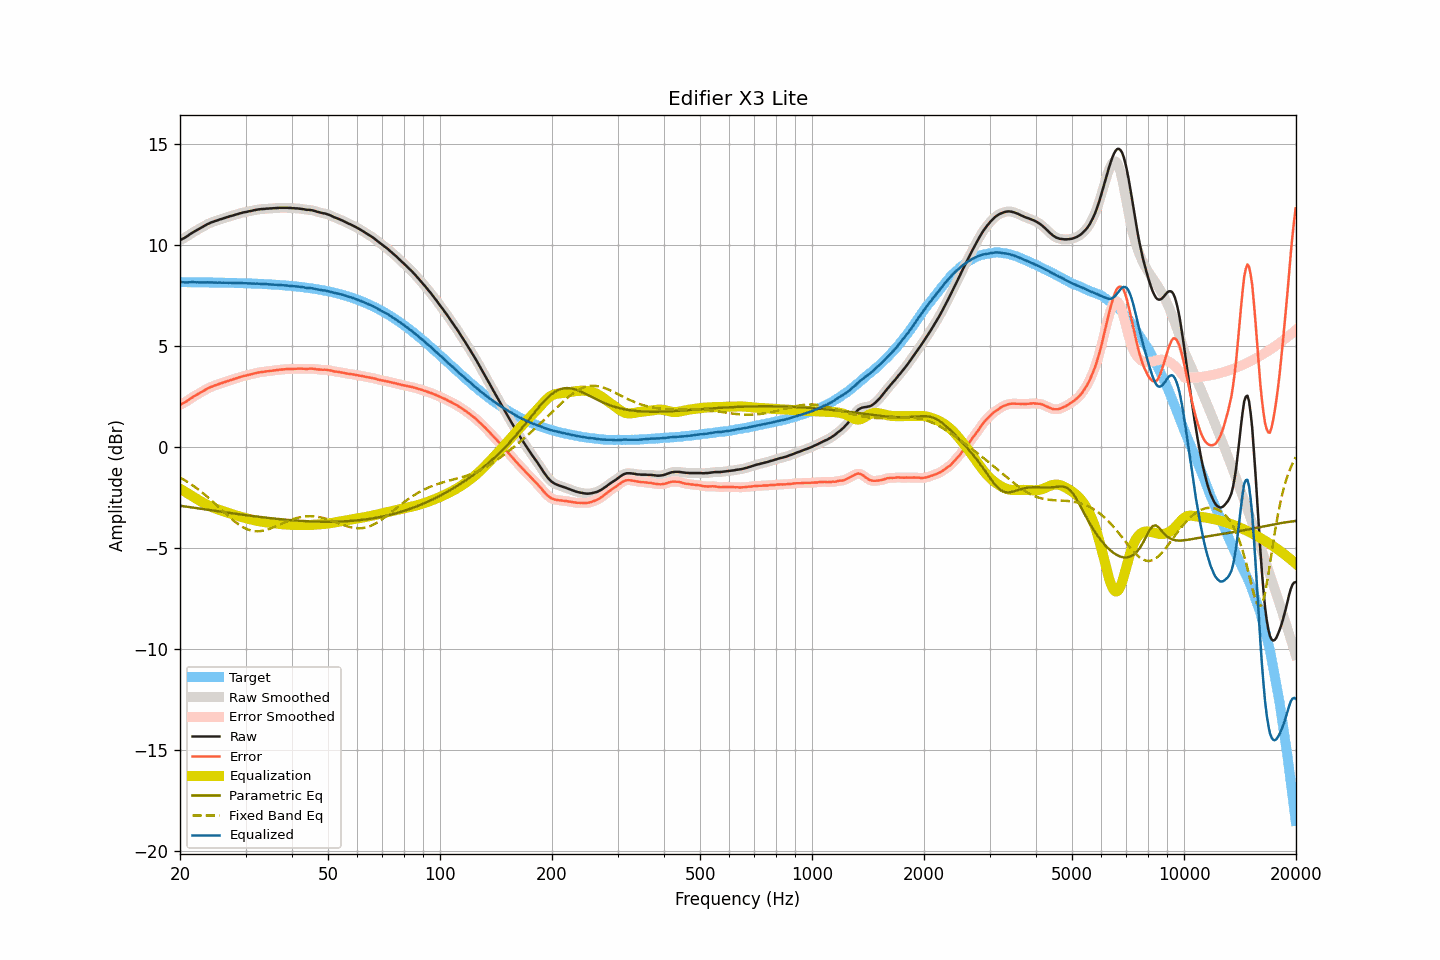 Edifier X3 Lite
15
10
5
0
−5
−10
−15
−20
Amplitude (dBr)
Target
Raw Smoothed
Error Smoothed
Raw
Error
Equalization
Parametric Eq
Fixed Band Eq
Equalized
20 50 100 200 500 1000 2000 5000 10000 20000
Frequency (Hz)